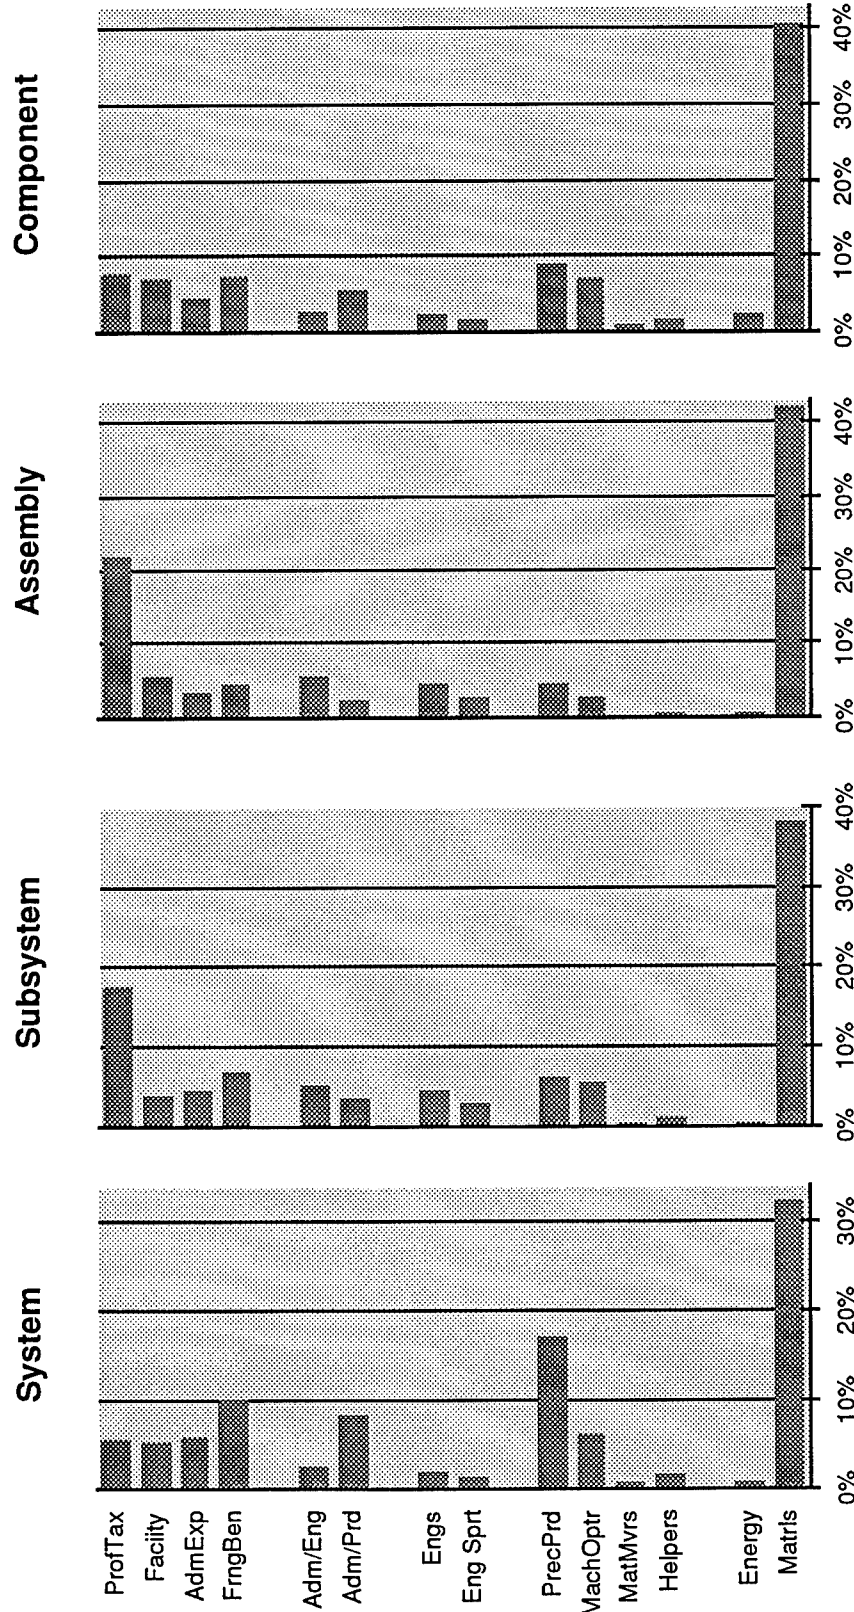 Component
40%
30%
20%
10%
0%
Assembly
40%
30%
20%
10%
0%
Subsystem
40%
30%
20%
10%
0%
System
30%
20%
10%
0%
ProfTax
Faciity
AdmExp
FrngBen
Adm/Eng
Adm/Prd
Engs
Eng Sprt
PrecPrd
MachOptr
MatMvrs
Helpers
Energy
Matrls